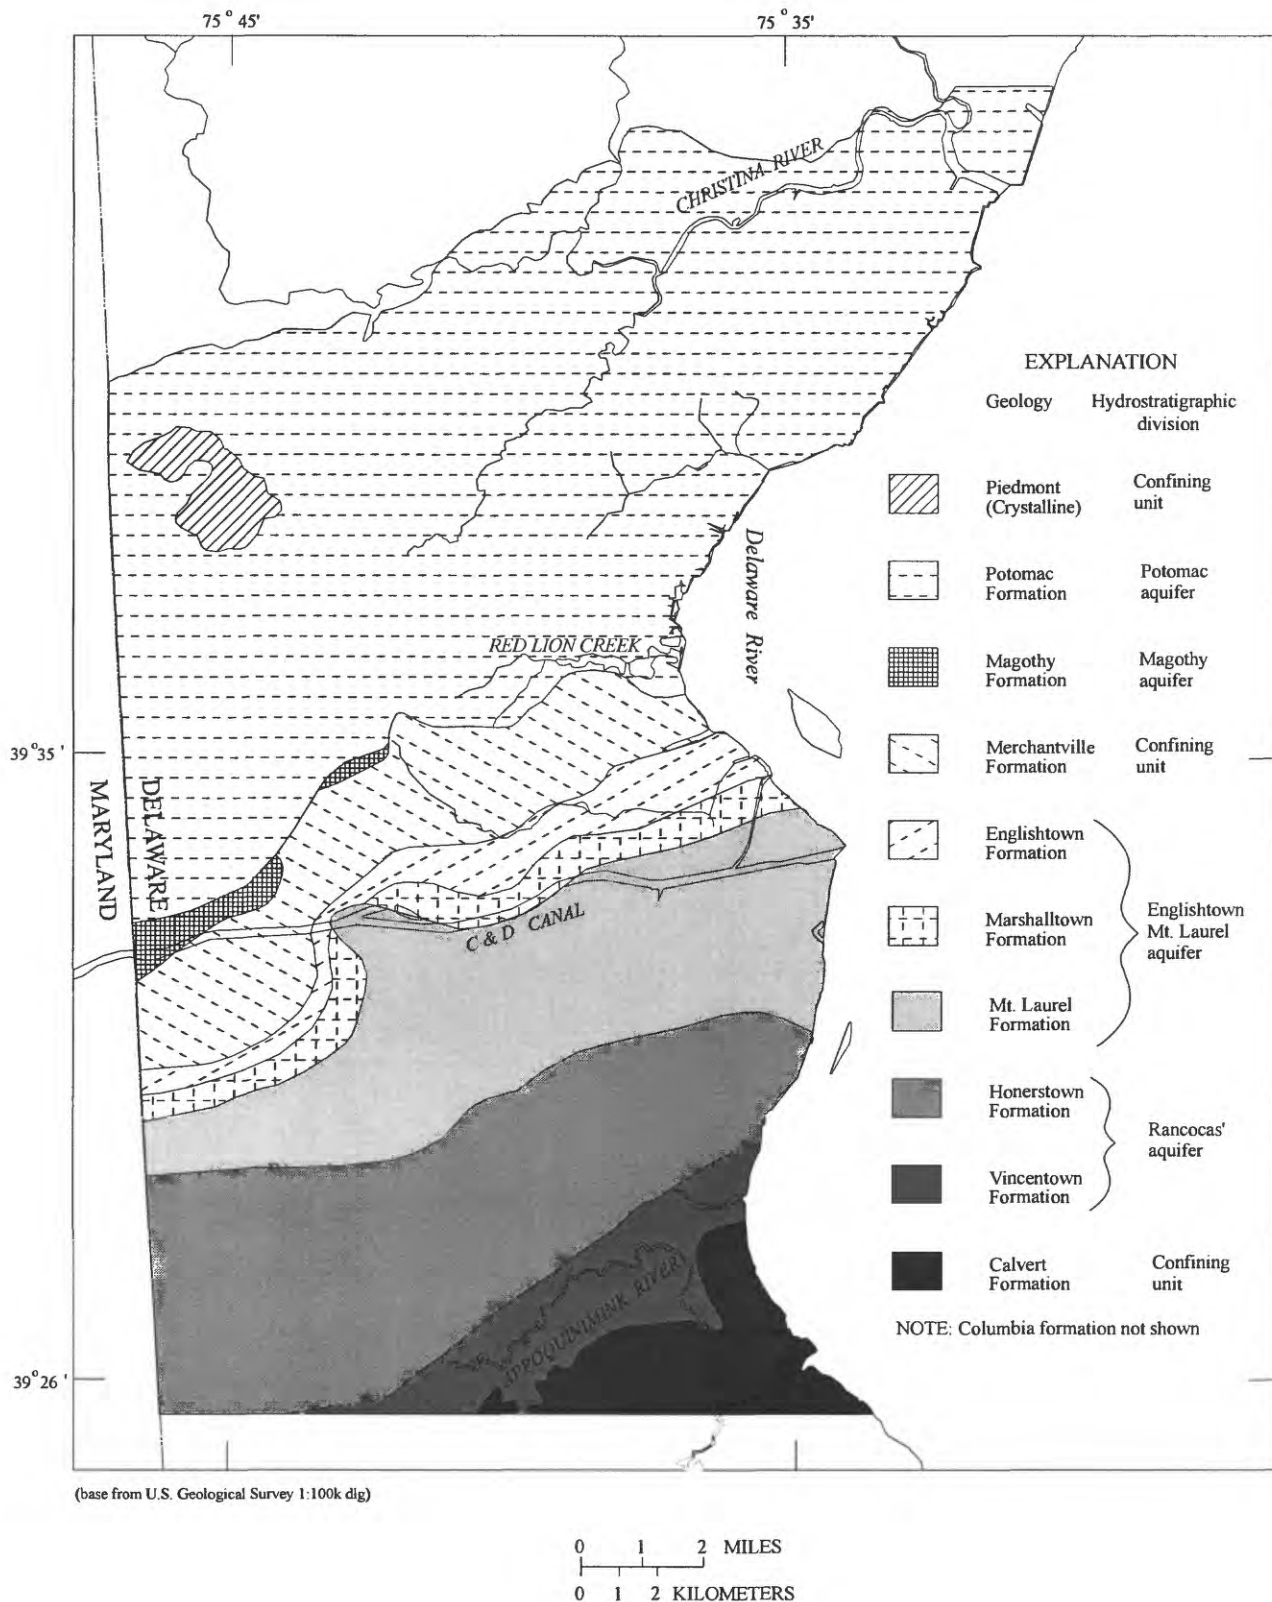 75° 45'
75° 35'
CHRISTINA RIVER
EXPLANATION
Geology
Hydrostratigraphic
division
Piedmont
(Crystalline)
Confining
unit
Potomac
Formation
Potomac
aquifer
Magothy
Formation
Magothy
aquifer
Merchantville
Formation
Confining
unit
Englishtown
Formation
Marshalltown
Formation
Englishtown
Mt. Laurel
aquifer
Mt. Laurel
Formation
Honerstown
Formation
Rancocas'
aquifer
Vincentown
Formation
Calvert
Formation
Confining
unit
NOTE: Columbia formation not shown
Delaware River
RED LION CREEK
39° 35'
MARYLAND
DELAWARE
C & D CANAL
APPOQUINIMINK RIVER
39° 26'
(base from U.S. Geological Survey 1:100k dlg)
0 1 2 MILES
0 1 2 KILOMETERS